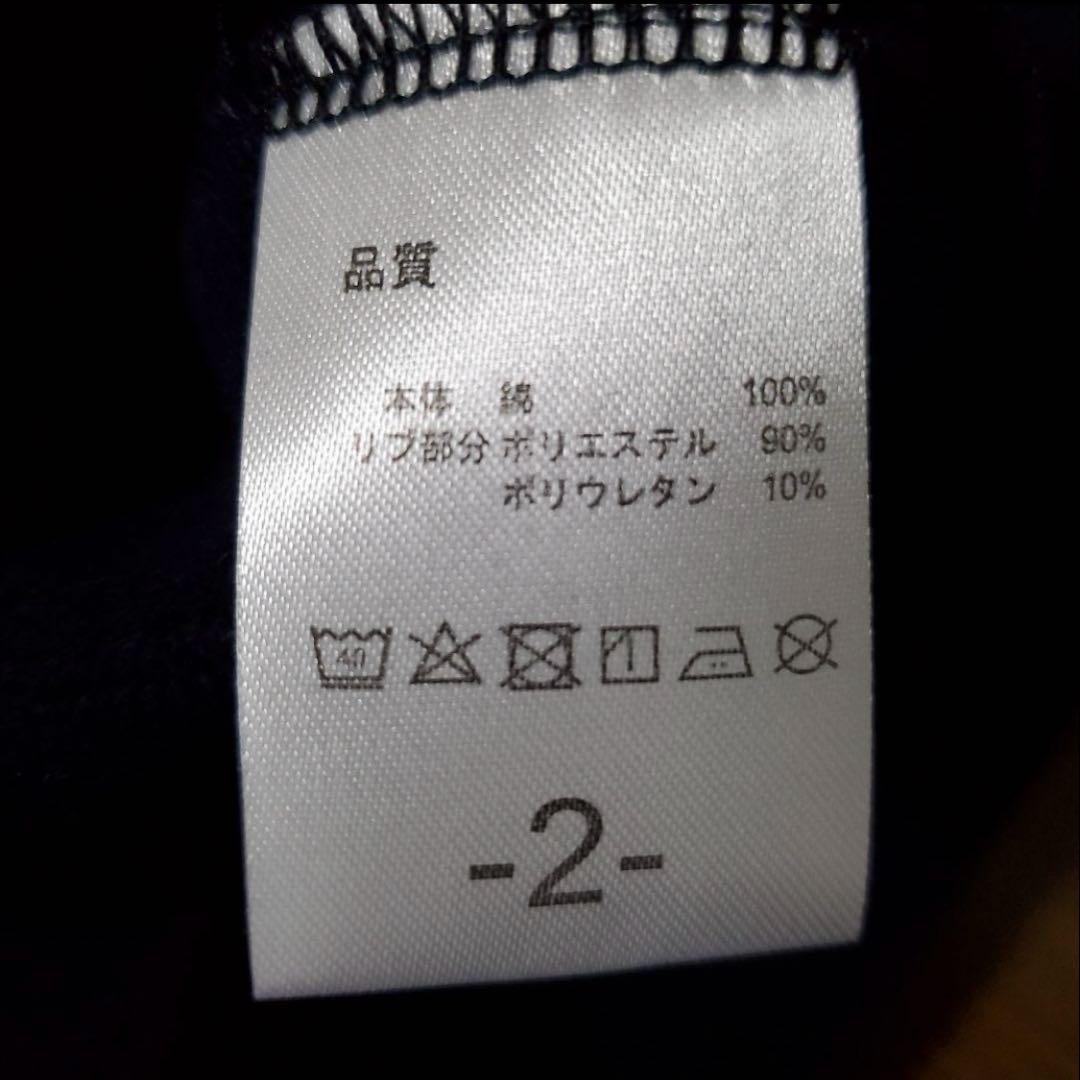 品質
本体 綿 100%
リブ部分 ポリエステル 90%
ポリウレタン 10%
40
-2-